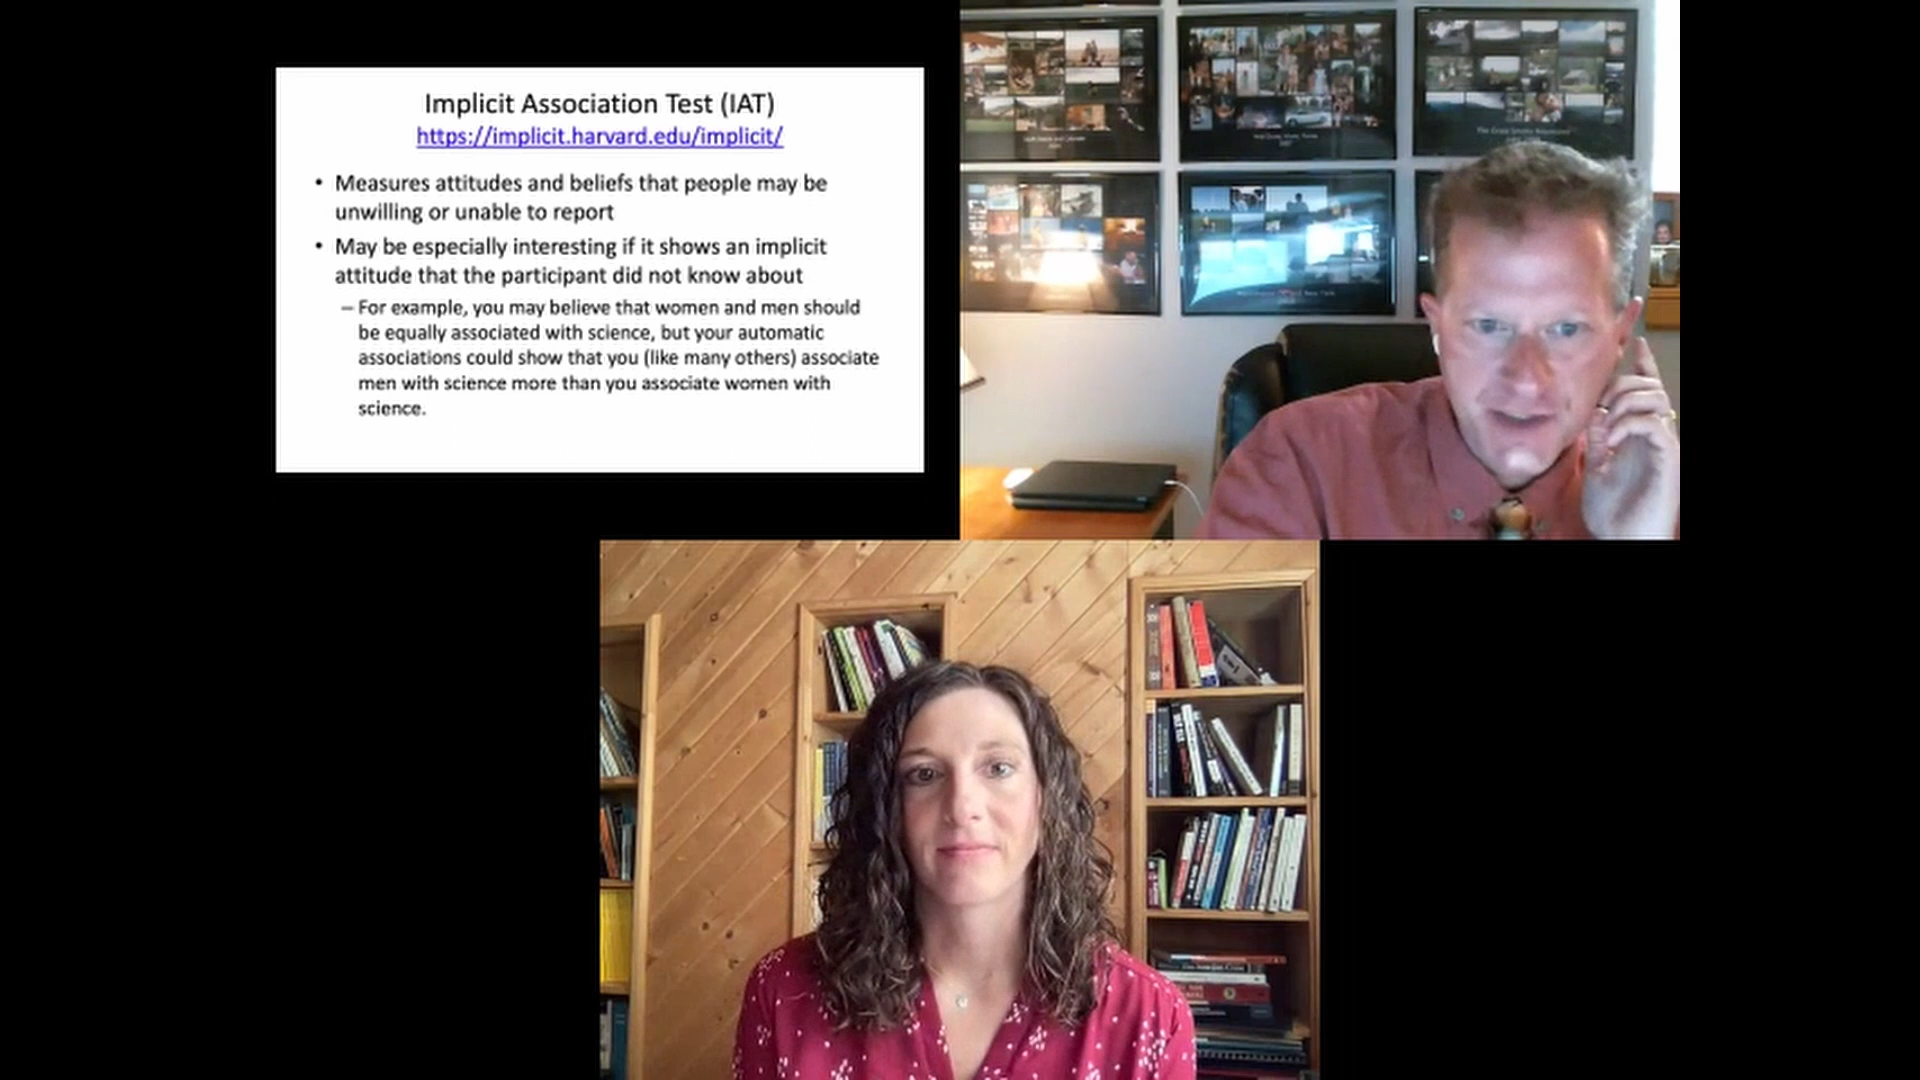 Implicit Association Test (IAT)
https://implicit.harvard.edu/implicit/
• Measures attitudes and beliefs that people may be
unwilling or unable to report
• May be especially interesting if it shows an implicit
attitude that the participant did not know about
– For example, you may believe that women and men should
be equally associated with science, but your automatic
associations could show that you (like many others) associate
men with science more than you associate women with
science.